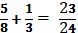 5/8 + 1/3 = 23/24